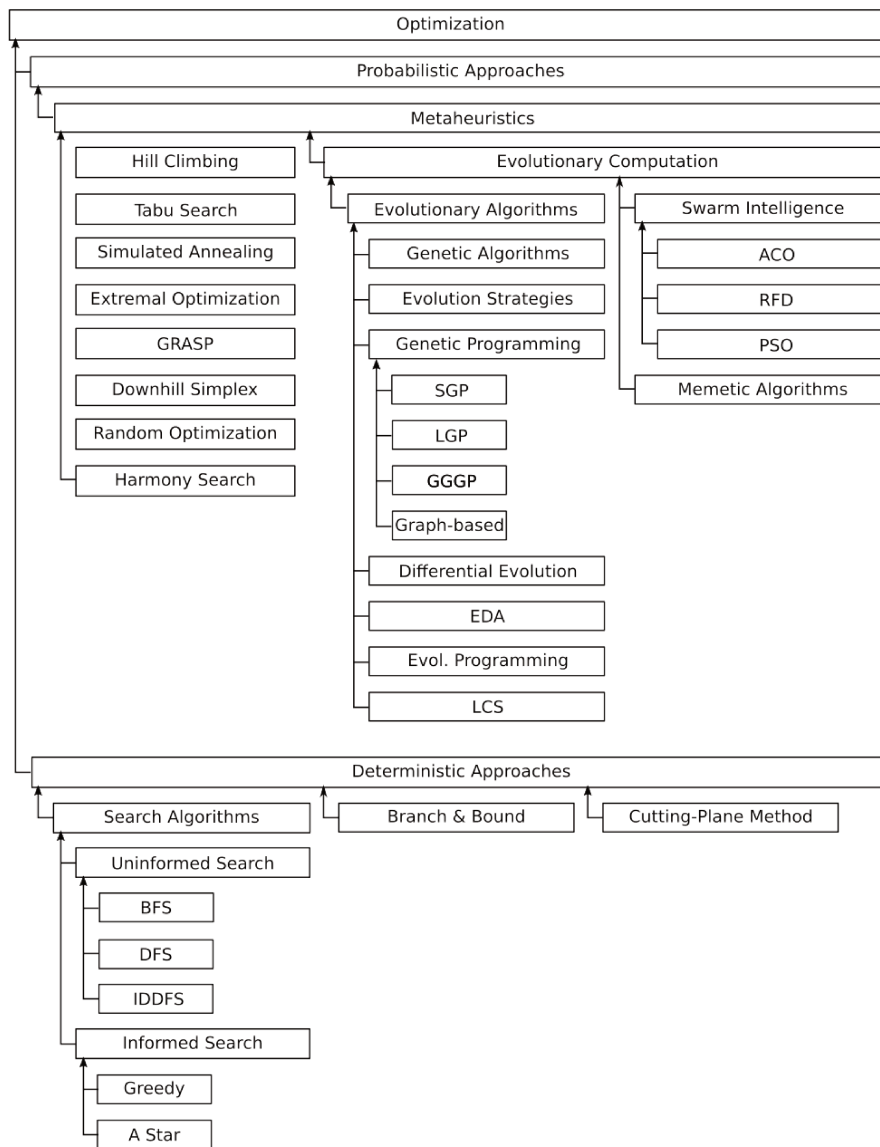 Optimization
Probabilistic Approaches
Metaheuristics
Hill Climbing
Evolutionary Computation
Tabu Search
Evolutionary Algorithms
Swarm Intelligence
Simulated Annealing
Genetic Algorithms
ACO
Extremal Optimization
Evolution Strategies
RFD
GRASP
Genetic Programming
PSO
Downhill Simplex
SGP
Memetic Algorithms
Random Optimization
LGP
Harmony Search
GGGP
Graph-based
Differential Evolution
EDA
Evol. Programming
LCS
Deterministic Approaches
Search Algorithms
Branch & Bound
Cutting-Plane Method
Uninformed Search
BFS
DFS
IDDFS
Informed Search
Greedy
A Star